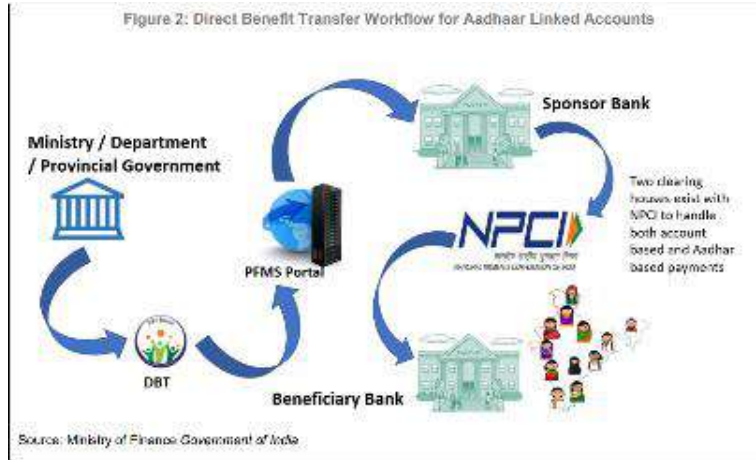 Figure 2: Direct Benefit Transfer Workflow for Aadhaar Linked Accounts
Sponsor Bank
Ministry / Department
/ Provincial Government
Two clearing
houses exist with
NPCI to handle
both account
based and Aadhar
based payments
NPCI
PFMS Portal
DBT
Beneficiary Bank
Source: Ministry of Finance Government of India